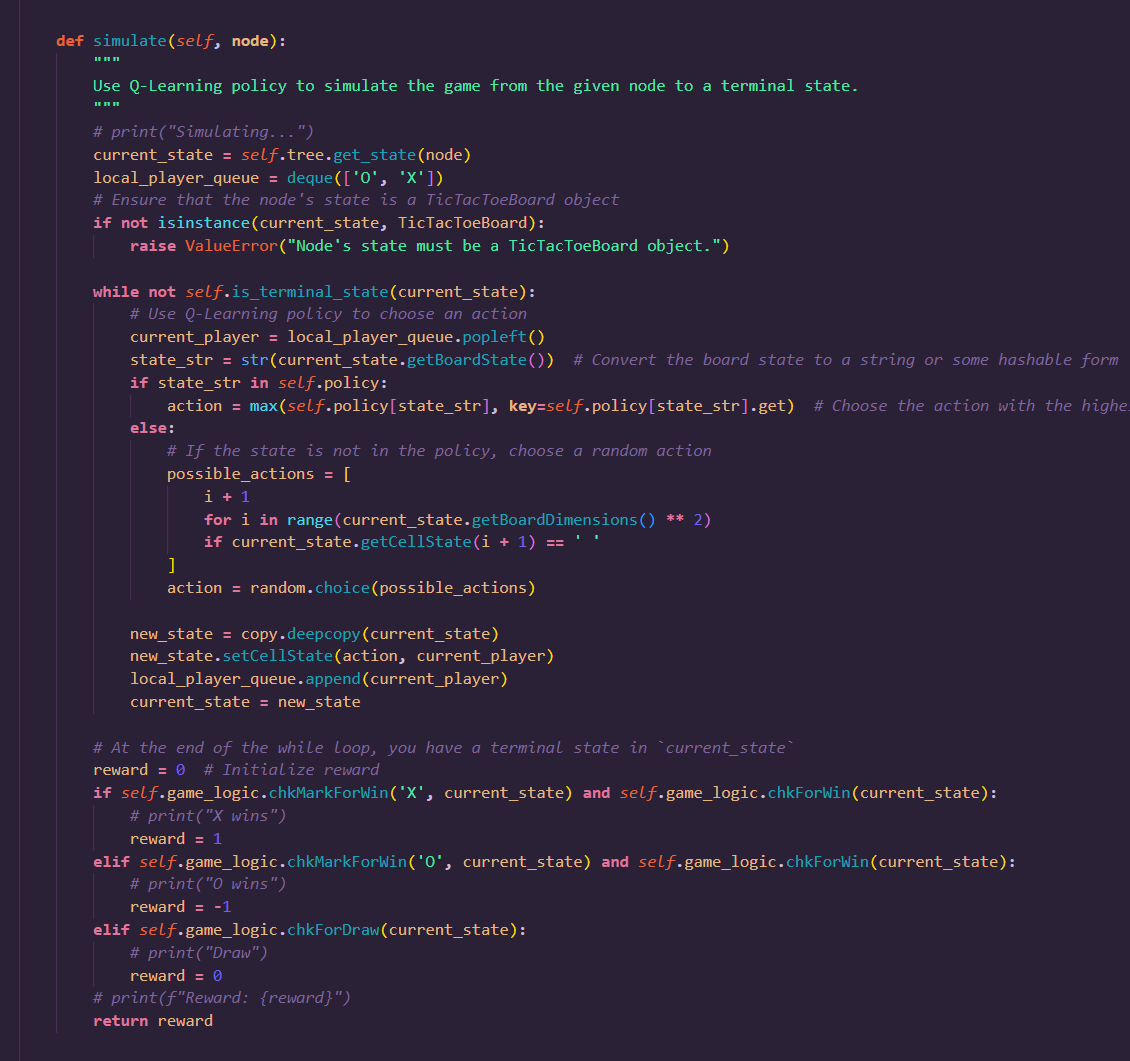 def simulate(self, node):
"""
Use Q-Learning policy to simulate the game from the given node to a terminal state.
"""
# print("Simulating...")
current_state = self.tree.get_state(node)
local_player_queue = deque(['O', 'X'])
# Ensure that the node's state is a TicTacToeBoard object
if not isinstance(current_state, TicTacToeBoard):
raise ValueError("Node's state must be a TicTacToeBoard object.")
while not self.is_terminal_state(current_state):
# Use Q-Learning policy to choose an action
current_player = local_player_queue.popleft()
state_str = str(current_state.getBoardState())  # Convert the board state to a string or some hashable form
if state_str in self.policy:
action = max(self.policy[state_str], key=self.policy[state_str].get)  # Choose the action with the highe
else:
# If the state is not in the policy, choose a random action
possible_actions = [
i + 1
for i in range(current_state.getBoardDimensions() ** 2)
if current_state.getCellState(i + 1) == ' '
]
action = random.choice(possible_actions)
new_state = copy.deepcopy(current_state)
new_state.setCellState(action, current_player)
local_player_queue.append(current_player)
current_state = new_state
# At the end of the while loop, you have a terminal state in `current_state`
reward = 0  # Initialize reward
if self.game_logic.chkMarkForWin('X', current_state) and self.game_logic.chkForWin(current_state):
# print("X wins")
reward = 1
elif self.game_logic.chkMarkForWin('O', current_state) and self.game_logic.chkForWin(current_state):
# print("O wins")
reward = -1
elif self.game_logic.chkForDraw(current_state):
# print("Draw")
reward = 0
# print(f"Reward: {reward}")
return reward